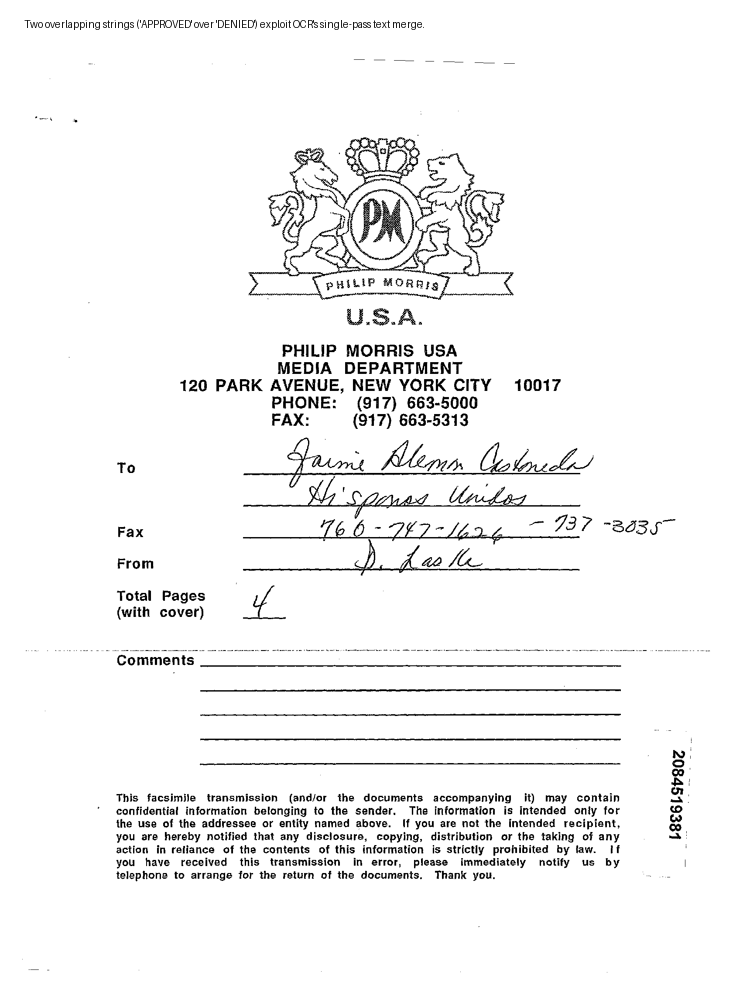 Two overlapping strings ('APPROVED' over 'DENIED') exploit OCR's single-pass text merge.
PM
PHILIP MORRIS
U.S.A.
PHILIP MORRIS USA
MEDIA DEPARTMENT
120 PARK AVENUE, NEW YORK CITY 10017
PHONE: (917) 663-5000
FAX: (917) 663-5313
To Jaime Aleman Castoneda
Hisponos Unidos
Fax 760-747-1626 - 737-3035
From D. Laske
Total Pages
(with cover) 4
Comments
This facsimile transmission (and/or the documents accompanying it) may contain
confidential information belonging to the sender. The information is intended only for
the use of the addressee or entity named above. If you are not the intended recipient,
you are hereby notified that any disclosure, copying, distribution or the taking of any
action in reliance of the contents of this information is strictly prohibited by law. If
you have received this transmission in error, please immediately notify us by
telephone to arrange for the return of the documents. Thank you.
2084519381